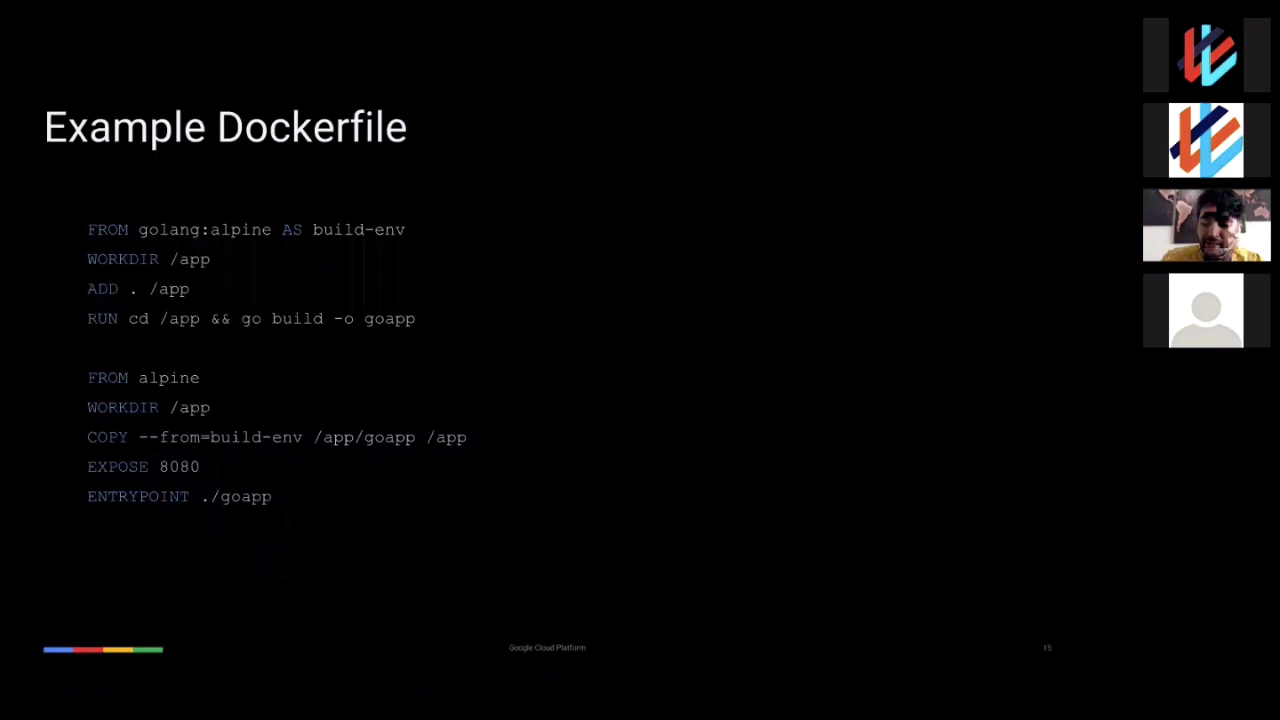 Example Dockerfile
FROM golang:alpine AS build-env
WORKDIR /app
ADD . /app
RUN cd /app && go build -o goapp
FROM alpine
WORKDIR /app
COPY --from=build-env /app/goapp /app
EXPOSE 8080
ENTRYPOINT ./goapp
Google Cloud Platform
15